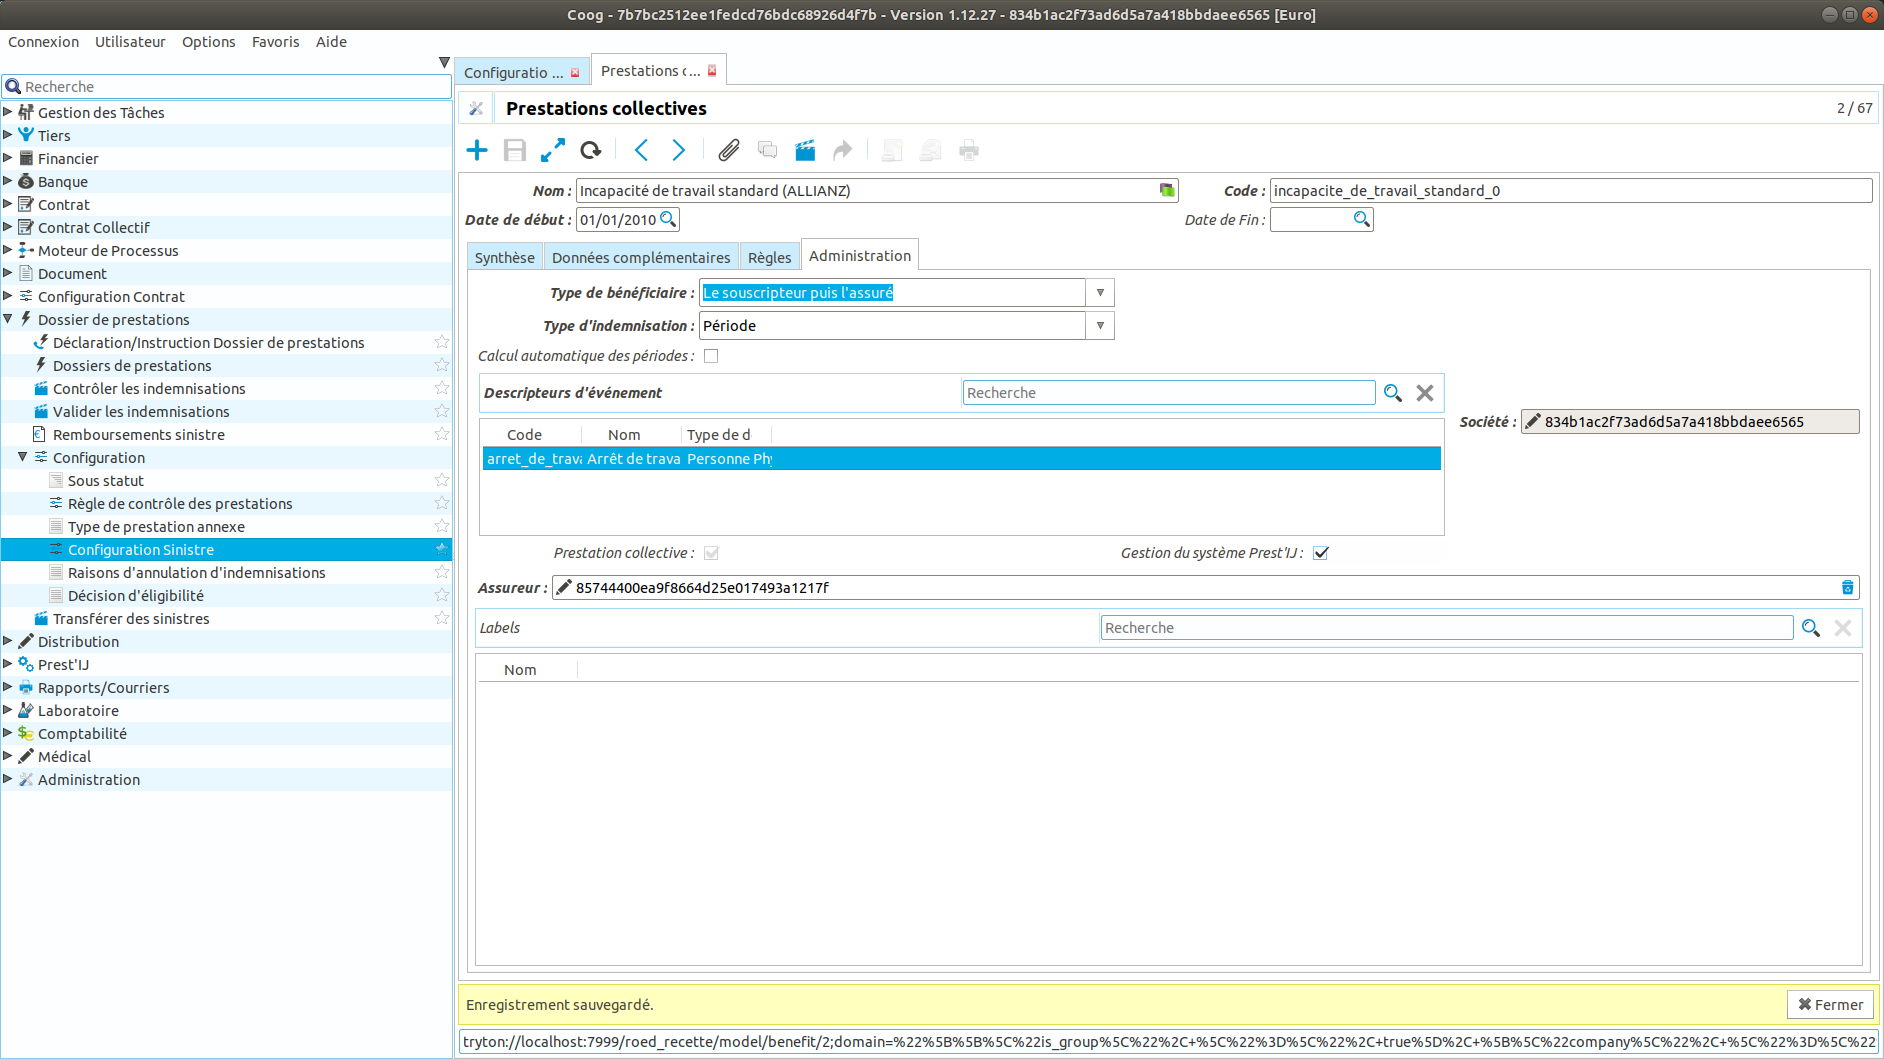 Coog - 7b7bc2512ee1fedcd76bdc68926d4f7b - Version 1.12.27 - 834b1ac2f73ad6d5a7a418bbdaee6565 [Euro]
Connexion Utilisateur Options Favoris Aide
Recherche
Gestion des Tâches
Tiers
Financier
Banque
Contrat
Contrat Collectif
Moteur de Processus
Document
Configuration Contrat
Dossier de prestations
Déclaration/Instruction Dossier de prestations
Dossiers de prestations
Contrôler les indemnisations
Valider les indemnisations
Remboursements sinistre
Configuration
Sous statut
Règle de contrôle des prestations
Type de prestation annexe
Configuration Sinistre
Raisons d'annulation d'indemnisations
Décision d'éligibilité
Transférer des sinistres
Distribution
Prest'IJ
Rapports/Courriers
Laboratoire
Comptabilité
Médical
Administration
Configuratio ... Prestations c ...
Prestations collectives 2 / 67
Nom : Incapacité de travail standard (ALLIANZ) Code : incapacite_de_travail_standard_0
Date de début : 01/01/2010 Date de Fin :
Synthèse Données complémentaires Règles Administration
Type de bénéficiaire : Le souscripteur puis l'assuré
Type d'indemnisation : Période
Calcul automatique des périodes :
Descripteurs d'événement Recherche
Société : 834b1ac2f73ad6d5a7a418bbdaee6565
Code Nom Type de d
arret_de_trava Arrêt de trava Personne Phy
Prestation collective : Gestion du système Prest'IJ :
Assureur : 85744400ea9f8664d25e017493a1217f
Labels Recherche
Nom
Enregistrement sauvegardé. Fermer
tryton://localhost:7999/roed_recette/model/benefit/2;domain=%22%5B%5B%5C%22is_group%5C%22%2C+%5C%22%3D%5C%22%2C+true%5D%2C+%5B%5C%22company%5C%22%2C+%5C%22%3D%5C%22